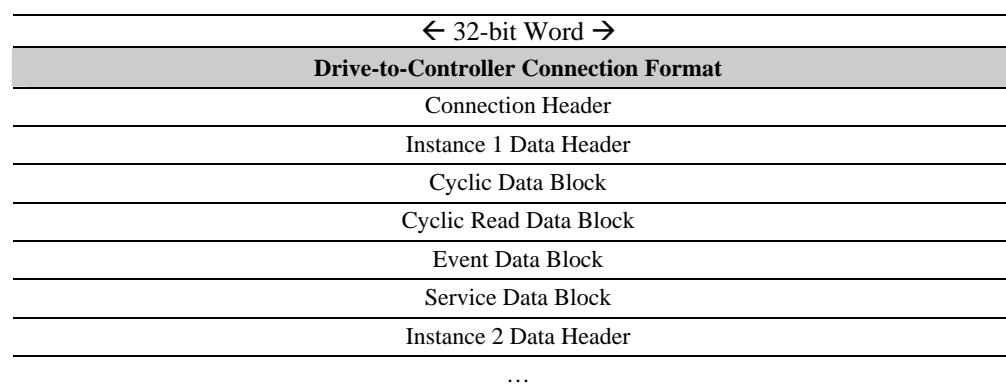 ← 32-bit Word →
Drive-to-Controller Connection Format
Connection Header
Instance 1 Data Header
Cyclic Data Block
Cyclic Read Data Block
Event Data Block
Service Data Block
Instance 2 Data Header
…